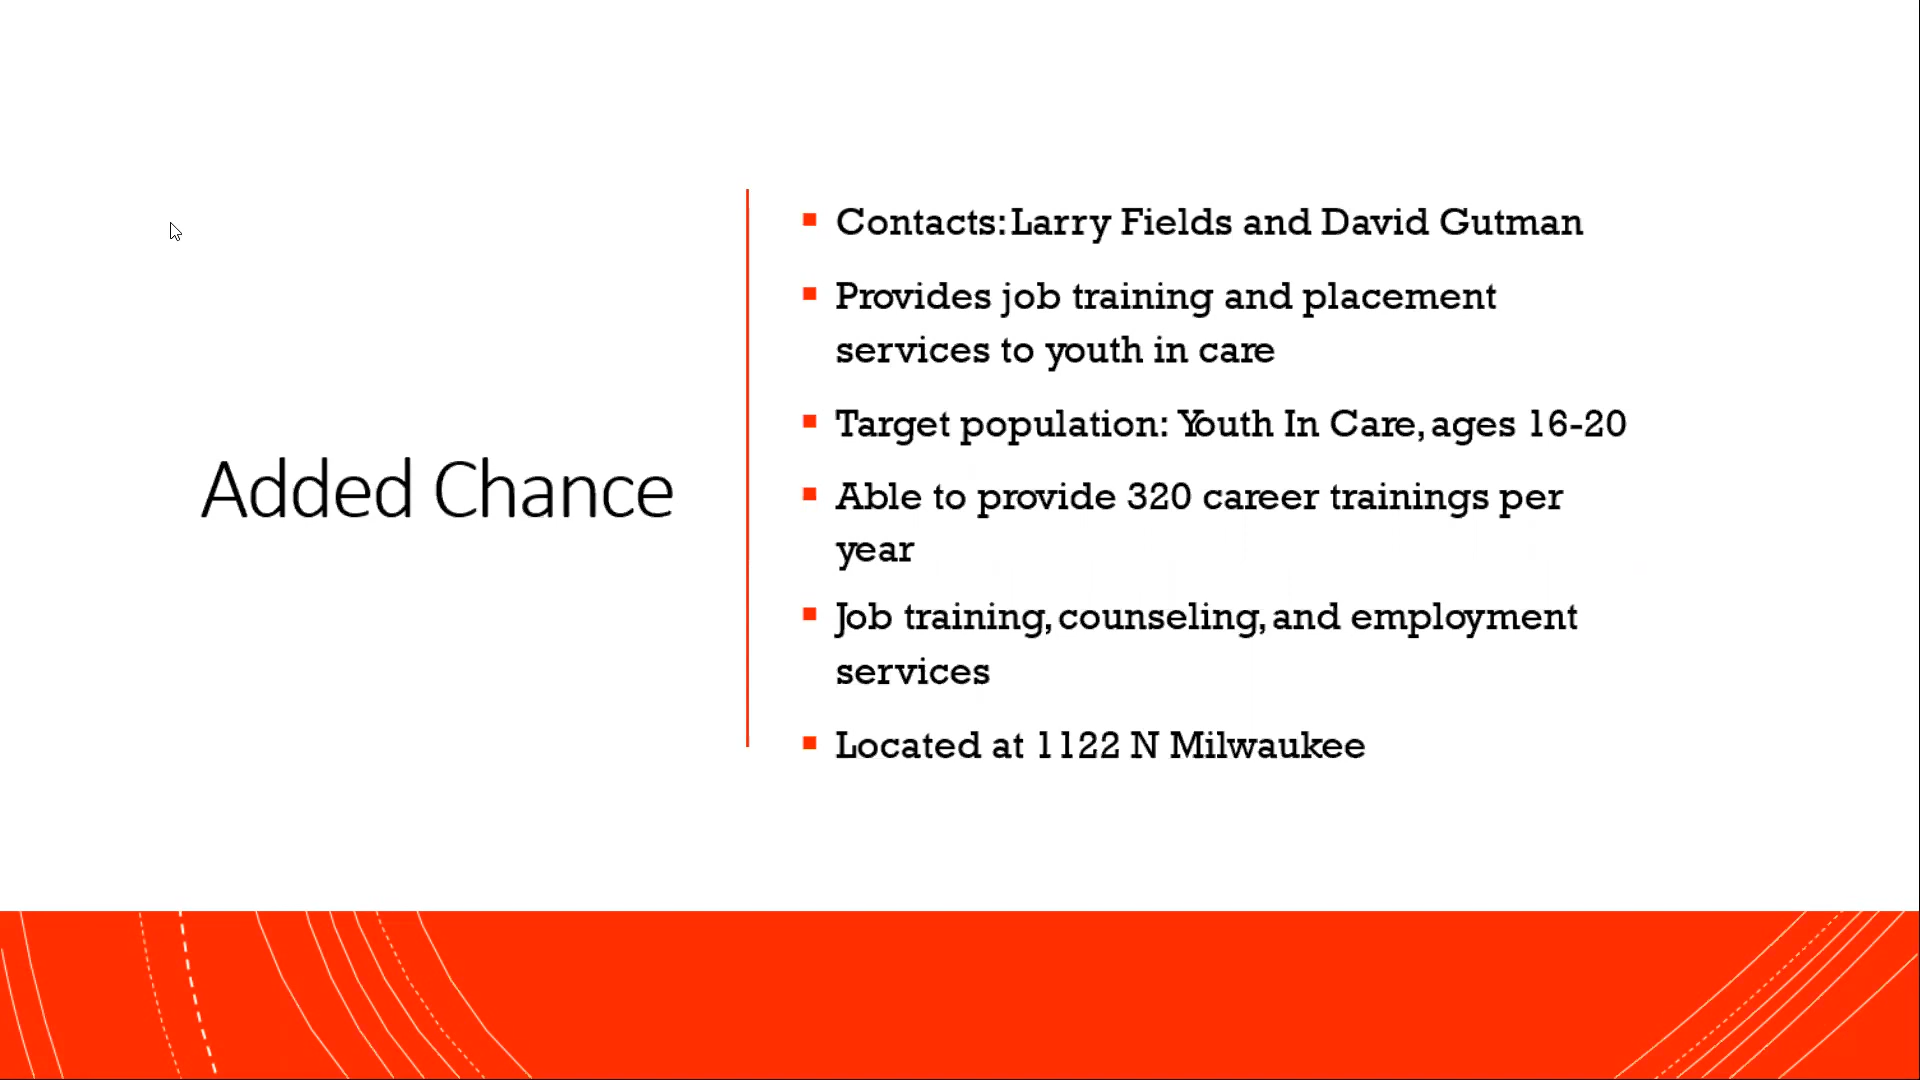 Added Chance
Contacts: Larry Fields and David Gutman
Provides job training and placement
services to youth in care
Target population: Youth In Care, ages 16-20
Able to provide 320 career trainings per
year
Job training, counseling, and employment
services
Located at 1122 N Milwaukee